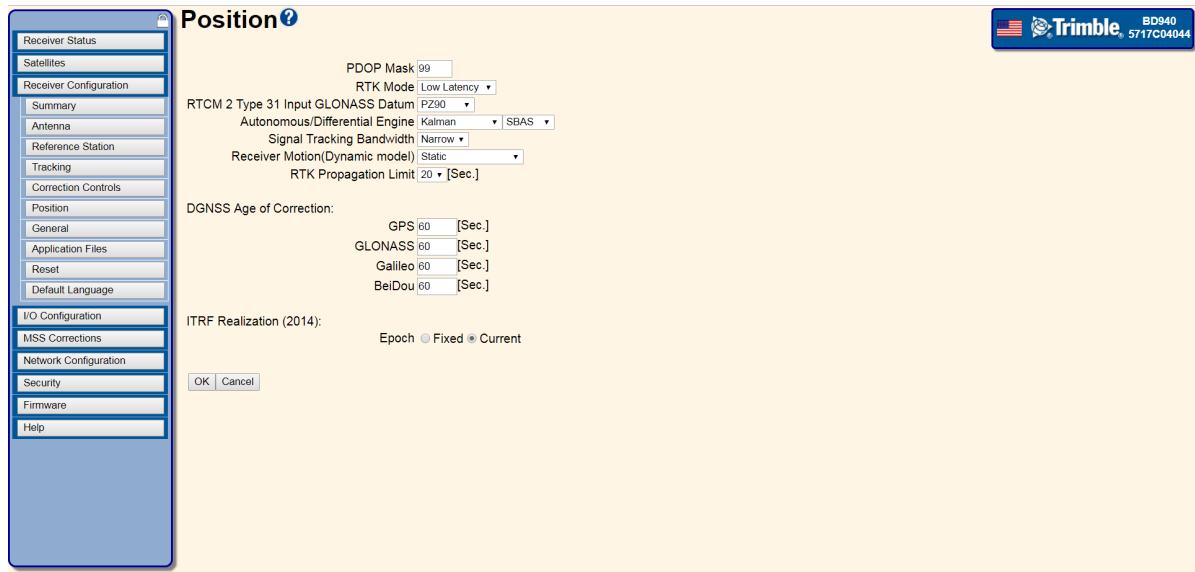 Position?
Trimble® BD940
5717C04044
Receiver Status
Satellites
Receiver Configuration
Summary
Antenna
Reference Station
Tracking
Correction Controls
Position
General
Application Files
Reset
Default Language
I/O Configuration
MSS Corrections
Network Configuration
Security
Firmware
Help
PDOP Mask 99
RTK Mode Low Latency
RTCM 2 Type 31 Input GLONASS Datum PZ90
Autonomous/Differential Engine Kalman SBAS
Signal Tracking Bandwidth Narrow
Receiver Motion(Dynamic model) Static
RTK Propagation Limit 20 [Sec.]
DGNSS Age of Correction:
GPS 60 [Sec.]
GLONASS 60 [Sec.]
Galileo 60 [Sec.]
BeiDou 60 [Sec.]
ITRF Realization (2014):
Epoch Fixed Current
OK Cancel